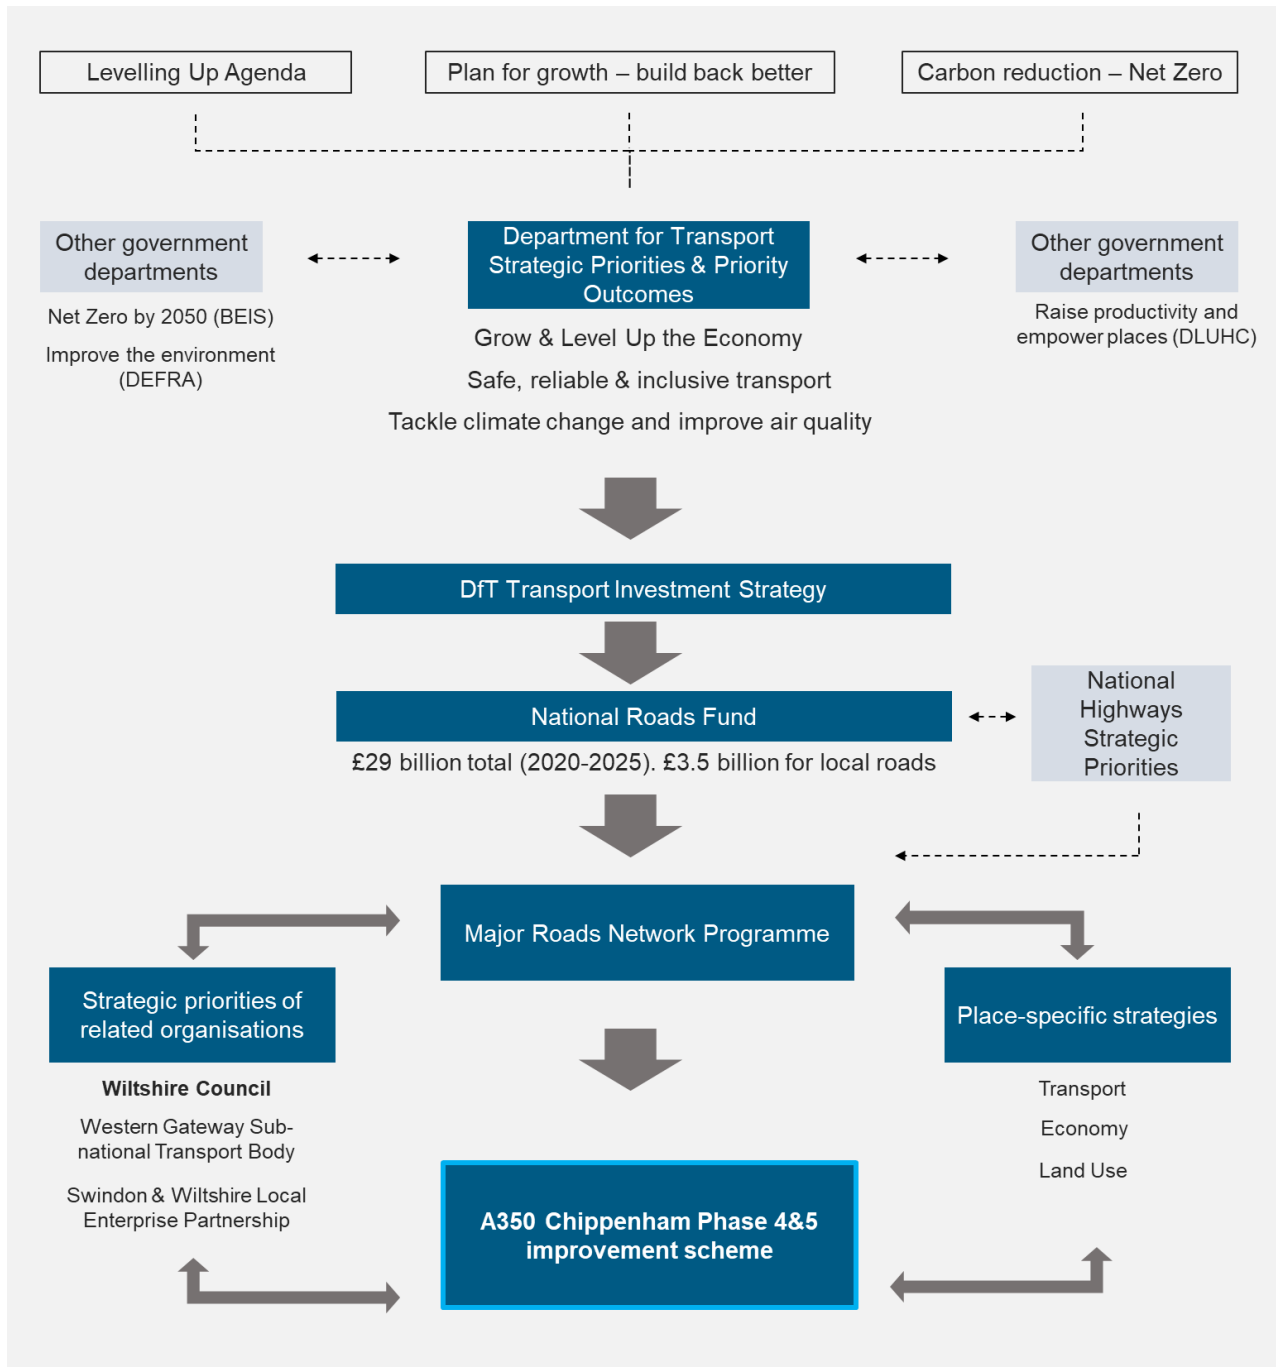 Levelling Up Agenda
Plan for growth – build back better
Carbon reduction – Net Zero
Other government
departments
Net Zero by 2050 (BEIS)
Improve the environment
(DEFRA)
Department for Transport
Strategic Priorities & Priority
Outcomes
Grow & Level Up the Economy
Safe, reliable & inclusive transport
Tackle climate change and improve air quality
Other government
departments
Raise productivity and
empower places (DLUHC)
DfT Transport Investment Strategy
National Roads Fund
£29 billion total (2020-2025). £3.5 billion for local roads
National
Highways
Strategic
Priorities
Major Roads Network Programme
Strategic priorities of
related organisations
Wiltshire Council
Western Gateway Sub-
national Transport Body
Swindon & Wiltshire Local
Enterprise Partnership
Place-specific strategies
Transport
Economy
Land Use
A350 Chippenham Phase 4&5
improvement scheme